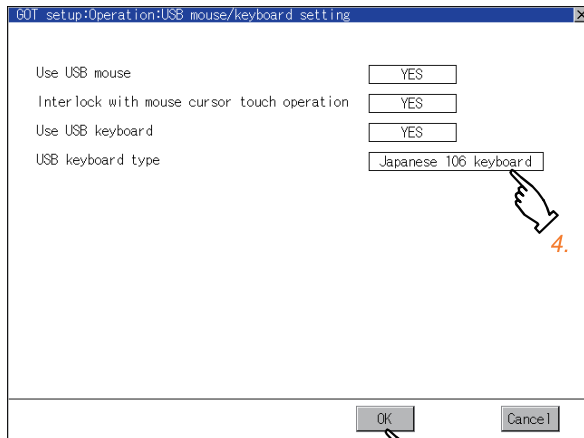 GOT setup:Operation:USB mouse/keyboard setting
Use USB mouse YES
Interlock with mouse cursor touch operation YES
Use USB keyboard YES
USB keyboard type Japanese 106 keyboard
4.
OK Cancel